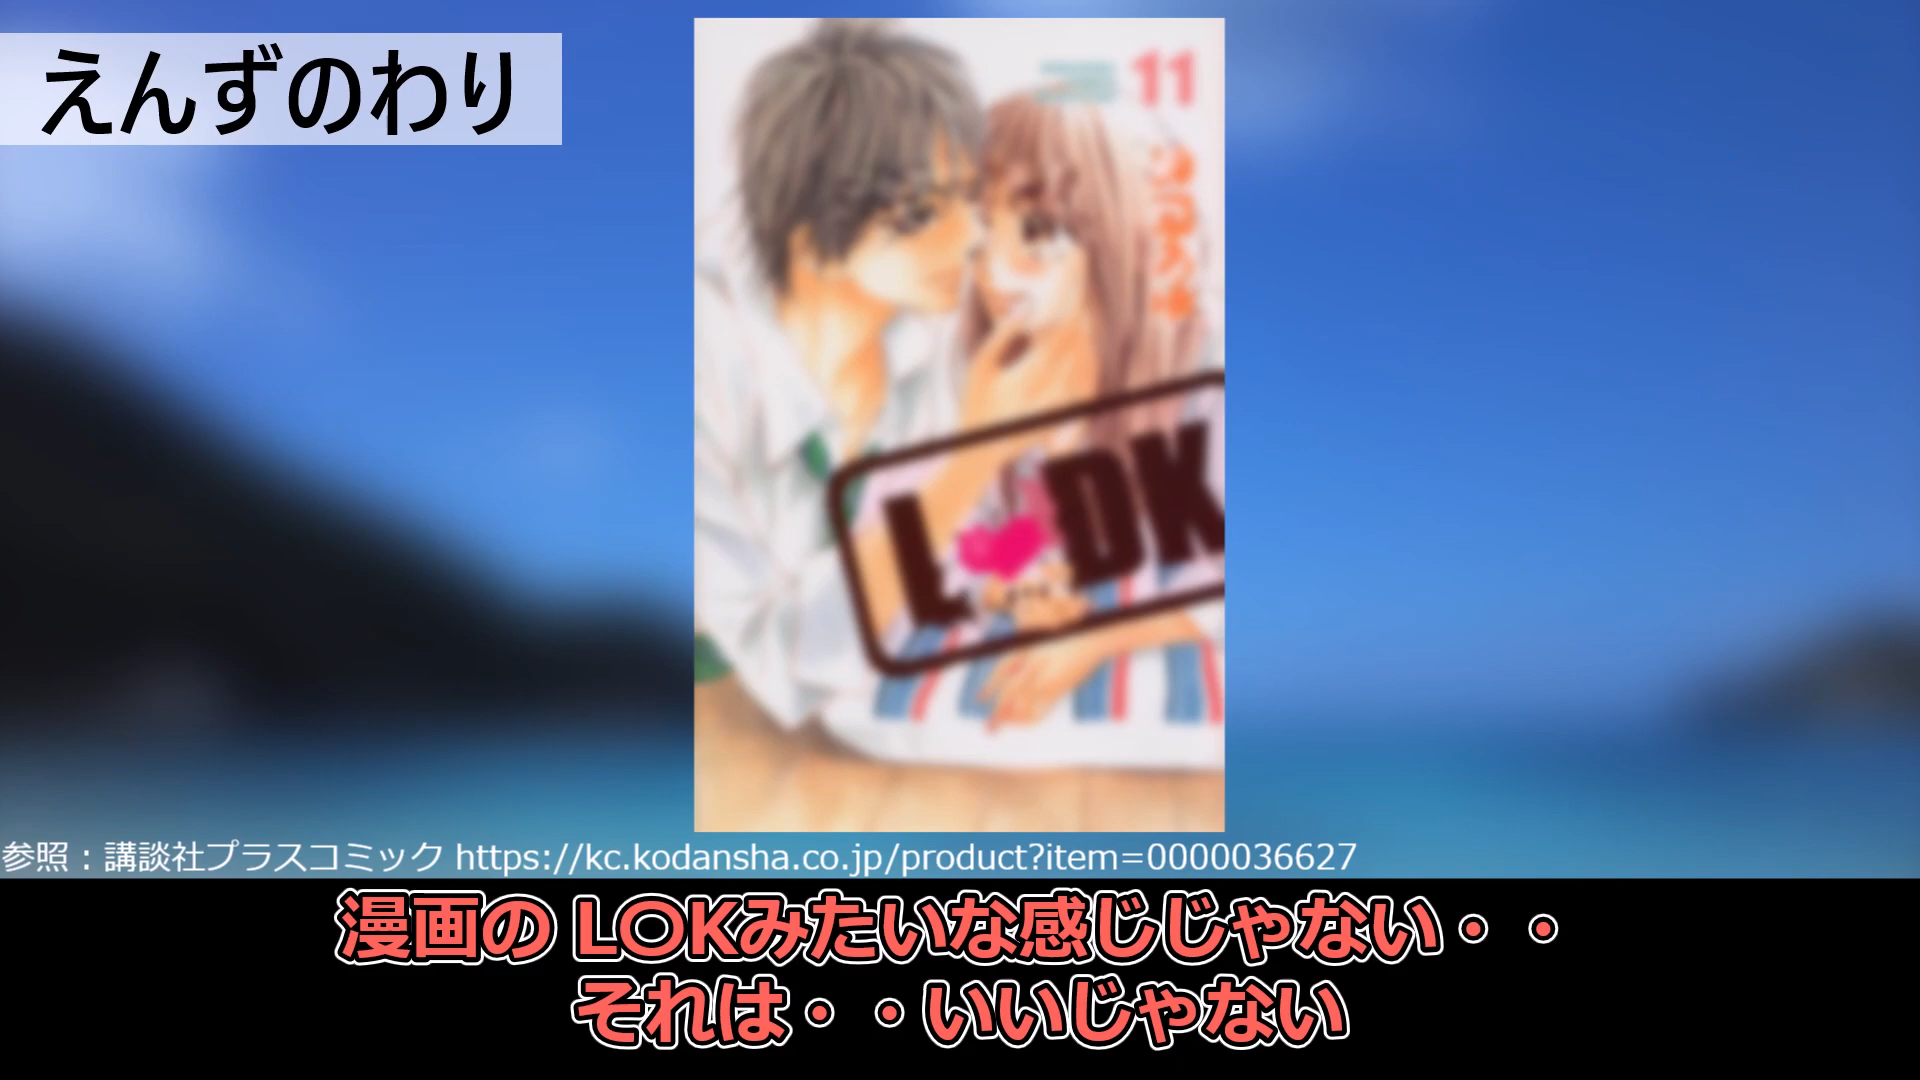 えんずのわり
11
L♥DK
参照：講談社プラスコミック https://kc.kodansha.co.jp/product?item=0000036627
漫画の L〇Kみたいな感じじゃない・・
それは・・いいじゃない